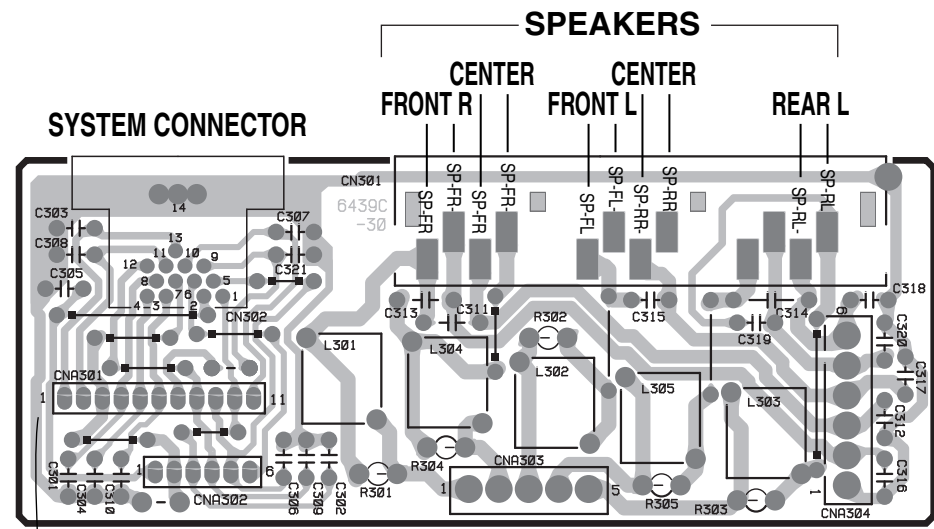 SPEAKERS
CENTER CENTER
FRONT R FRONT L REAR L
SYSTEM CONNECTOR
SP-FR SP-FR- SP-FR SP-FR- SP-FL SP-FL SP-RR- SP-RR SP-RL- SP-RL
CN301
6439C
-30
14
C303 C307
C308 13
12 11 10 9
C305 8 5 C321
4 3 7 6 2 1
CN302
C313 C311 R302 C315 C314 C318
C319 C320
L301 L304 L302 L305 L303 6
C317
CNA301
1 11
C312
R304
CNA303
1 6
C301 C304 C310 CNA302 C306 C309 C302 R301 1 5 R305 R303 1 C316
CNA304